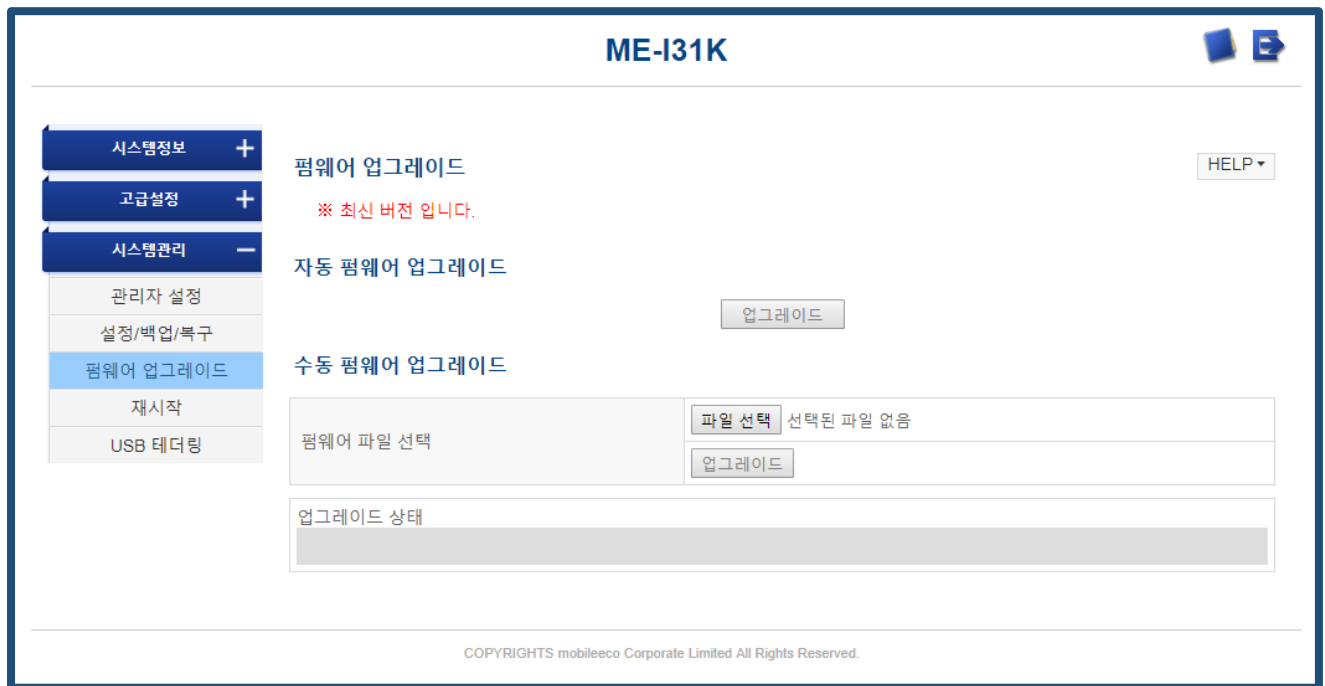 ME-I31K
시스템정보
고급설정
시스템관리
관리자 설정
설정/백업/복구
펌웨어 업그레이드
재시작
USB 테더링
펌웨어 업그레이드
HELP
※ 최신 버전 입니다.
자동 펌웨어 업그레이드
업그레이드
수동 펌웨어 업그레이드
펌웨어 파일 선택
파일 선택 선택된 파일 없음
업그레이드
업그레이드 상태
COPYRIGHTS mobileeco Corporate Limited All Rights Reserved.